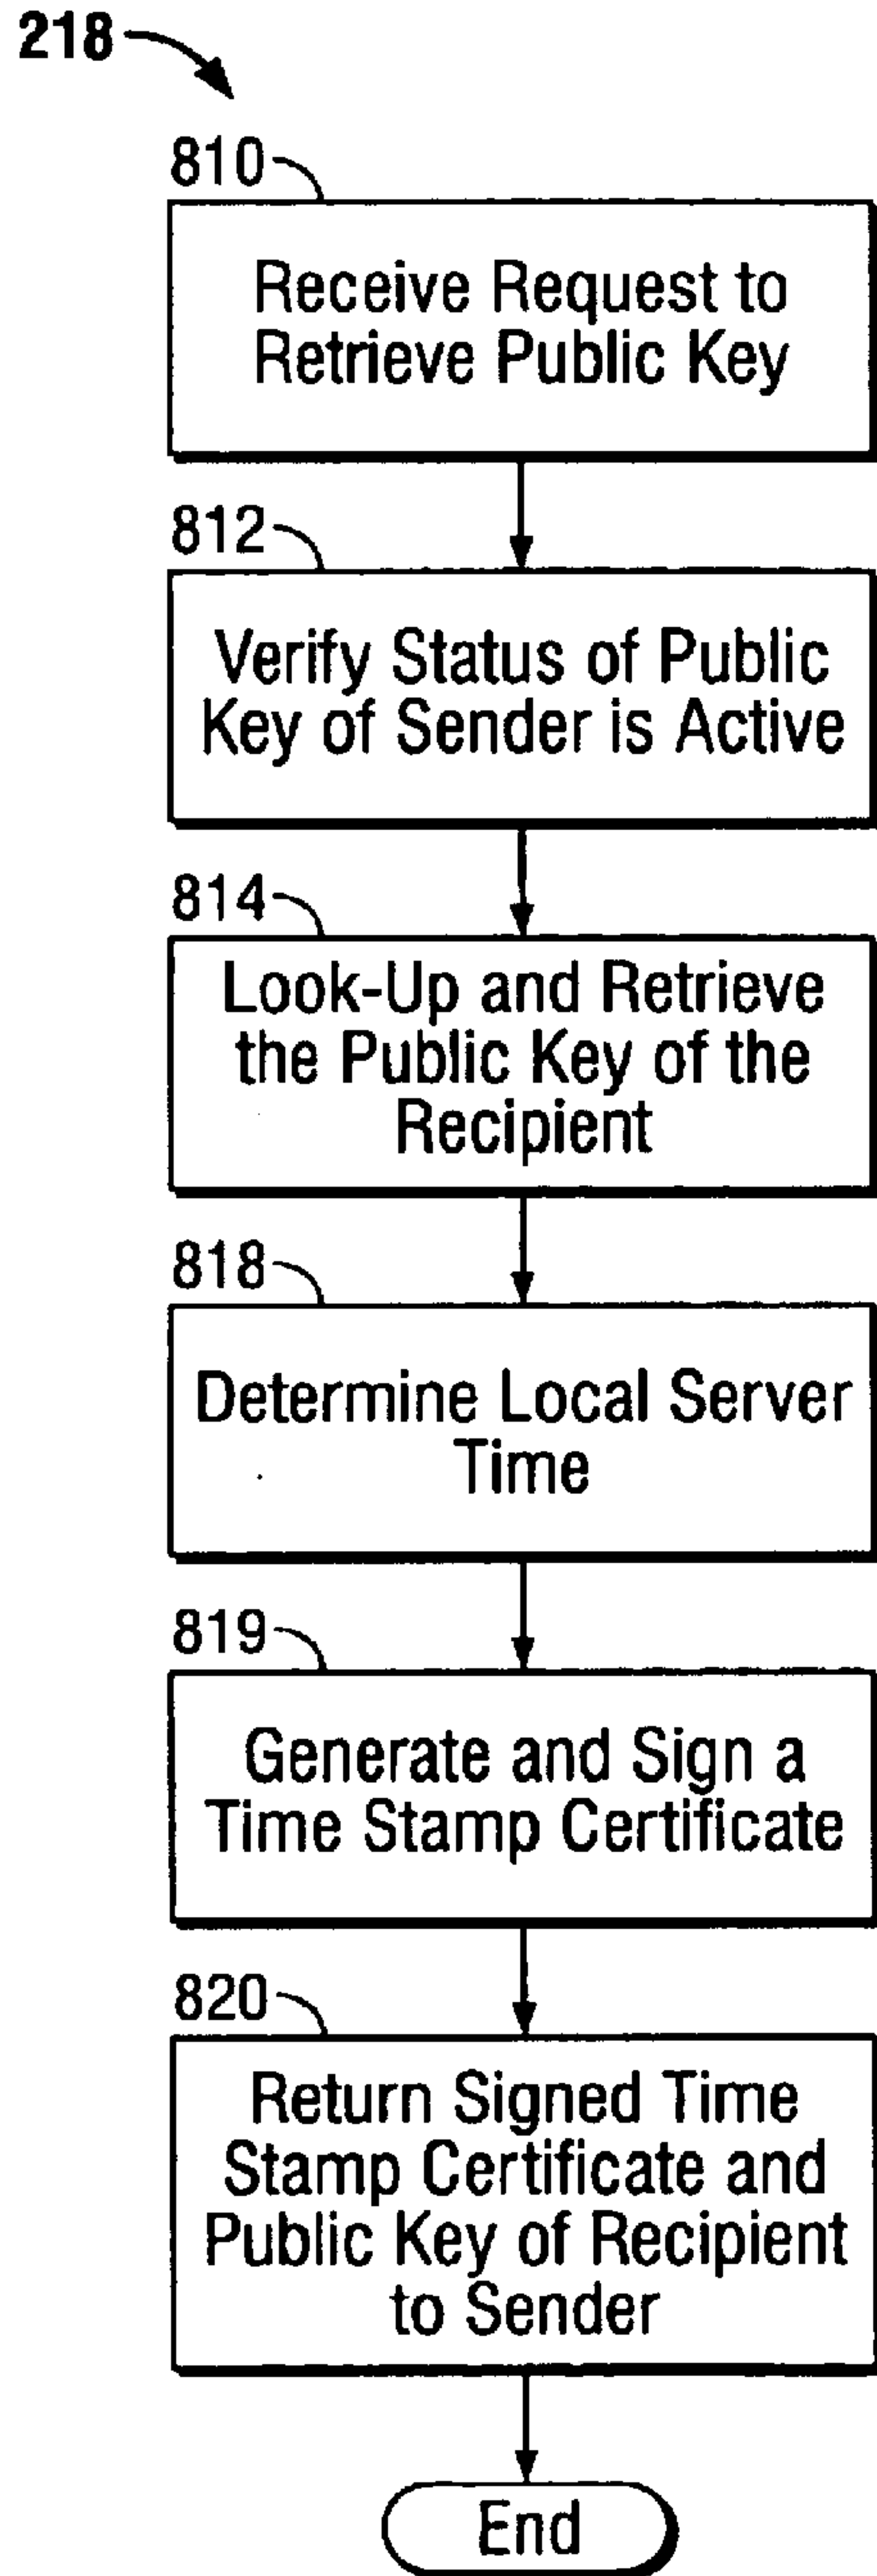 218
810
Receive Request to
Retrieve Public Key
812
Verify Status of Public
Key of Sender is Active
814
Look-Up and Retrieve
the Public Key of the
Recipient
818
Determine Local Server
Time
819
Generate and Sign a
Time Stamp Certificate
820
Return Signed Time
Stamp Certificate and
Public Key of Recipient
to Sender
End